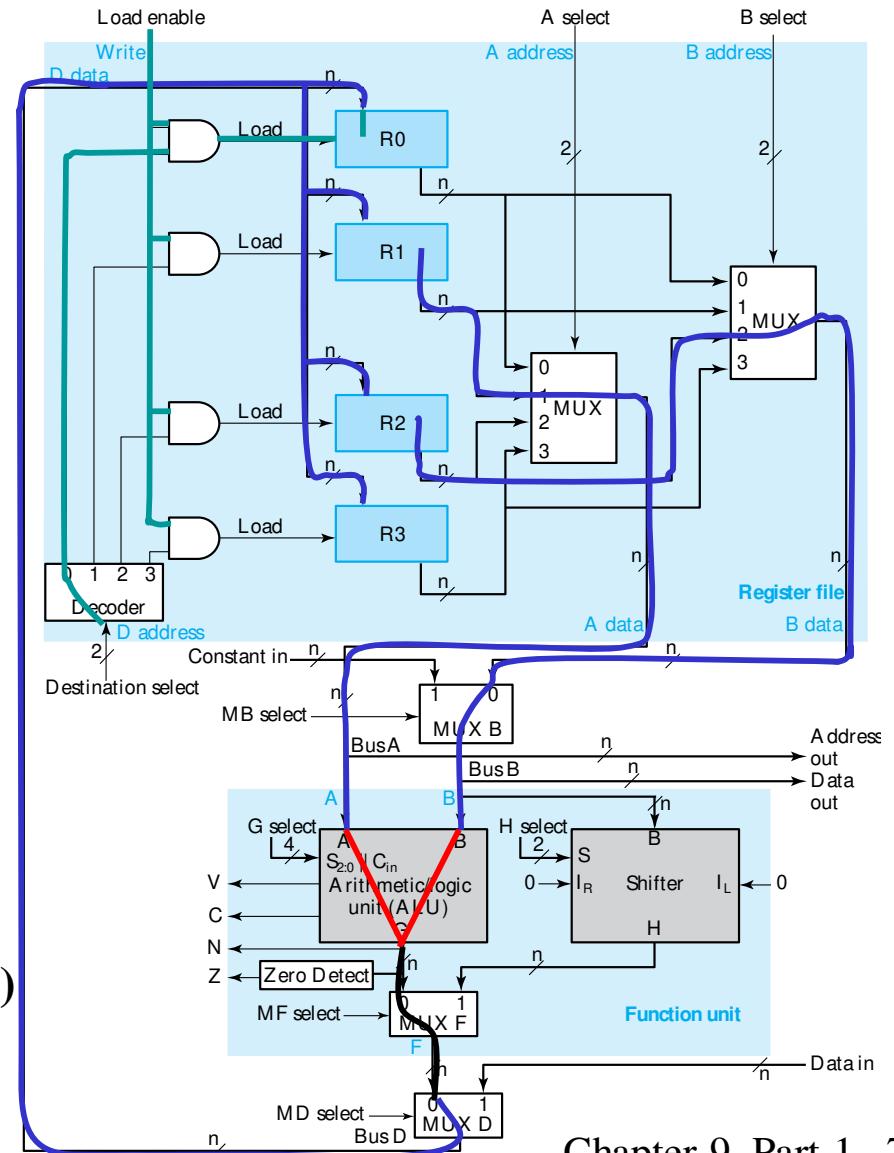 Load enable
A select
B select
Write
A address
B address
D data
n
Load
R0
2
2
n
n
Load
R1
n
0
1
2
3
MUX
n
Load
R2
n
0
1
2
3
MUX
n
Load
R3
n
n
n
0 1 2 3
Decoder
Register file
D address
A data
B data
2
Constant in
n
n
Destination select
n
1 0
MB select
MUX B
Bus A
n
Address
out
Bus B
n
Data
out
A
B
n
G select
4
H select
2
A
B
B
S2:0 || Cin
S
V
Arithmetic/logic
unit (ALU)
0
IR
Shifter
IL
0
C
G
H
N
n
n
Z
Zero Detect
)
0 1
MF select
MUX F
Function unit
F
n
n
Data in
0 1
MD select
MUX D
Bus D
n
Chapter 9 Part 1 7